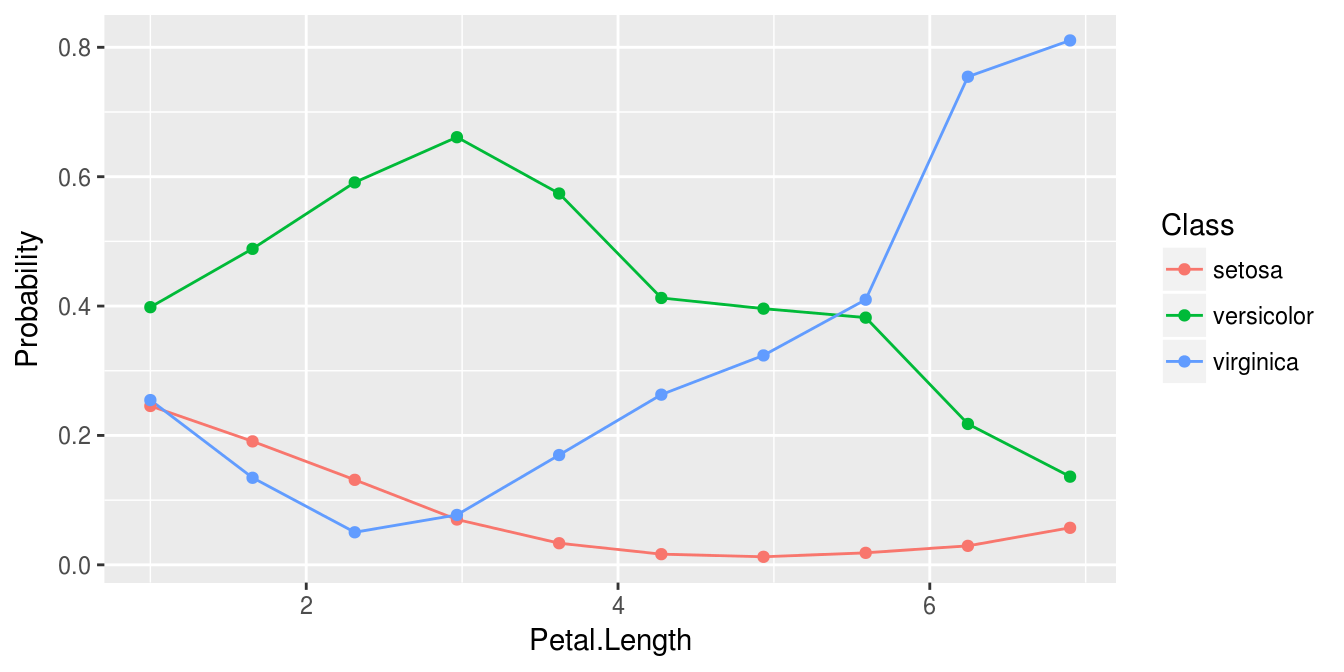 0.8
0.6
0.4
0.2
0.0
Probability
2 4 6
Petal.Length
Class
setosa
versicolor
virginica